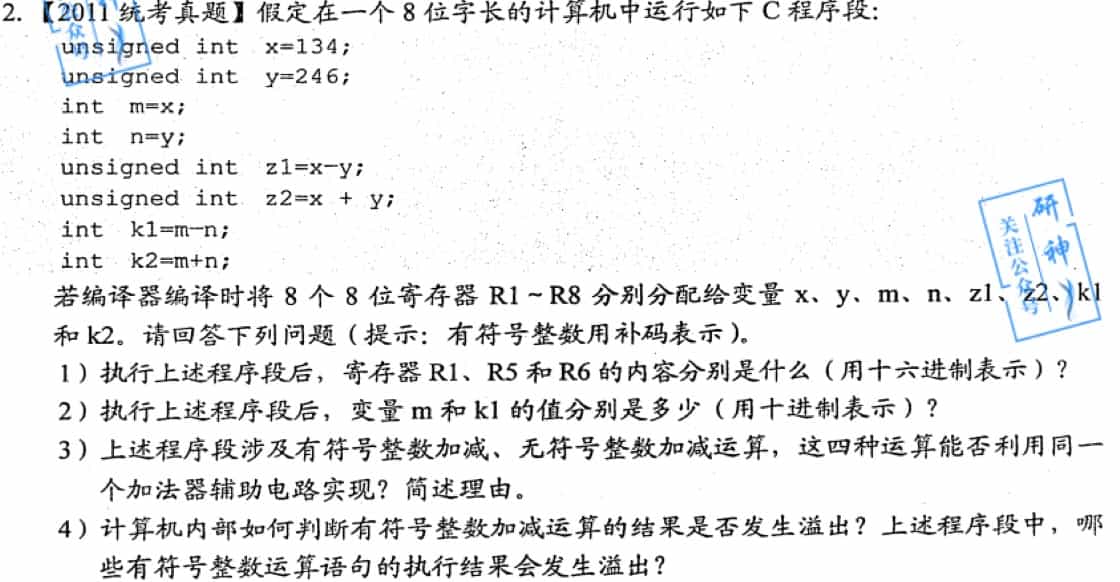 2.【2011 统考真题】假定在一个 8 位字长的计算机中运行如下 C 程序段：
unsigned int x=134;
unsigned int y=246;
int m=x;
int n=y;
unsigned int z1=x-y;
unsigned int z2=x + y;
int k1=m-n;
int k2=m+n;
若编译器编译时将 8 个 8 位寄存器 R1～R8 分别分配给变量 x、y、m、n、z1、z2、k1
和 k2。请回答下列问题（提示：有符号整数用补码表示）。
1）执行上述程序段后，寄存器 R1、R5 和 R6 的内容分别是什么（用十六进制表示）？
2）执行上述程序段后，变量 m 和 k1 的值分别是多少（用十进制表示）？
3）上述程序段涉及有符号整数加减、无符号整数加减运算，这四种运算能否利用同一
个加法器辅助电路实现？简述理由。
4）计算机内部如何判断有符号整数加减运算的结果是否发生溢出？上述程序段中，哪
些有符号整数运算语句的执行结果会发生溢出？
研神
关注公众号